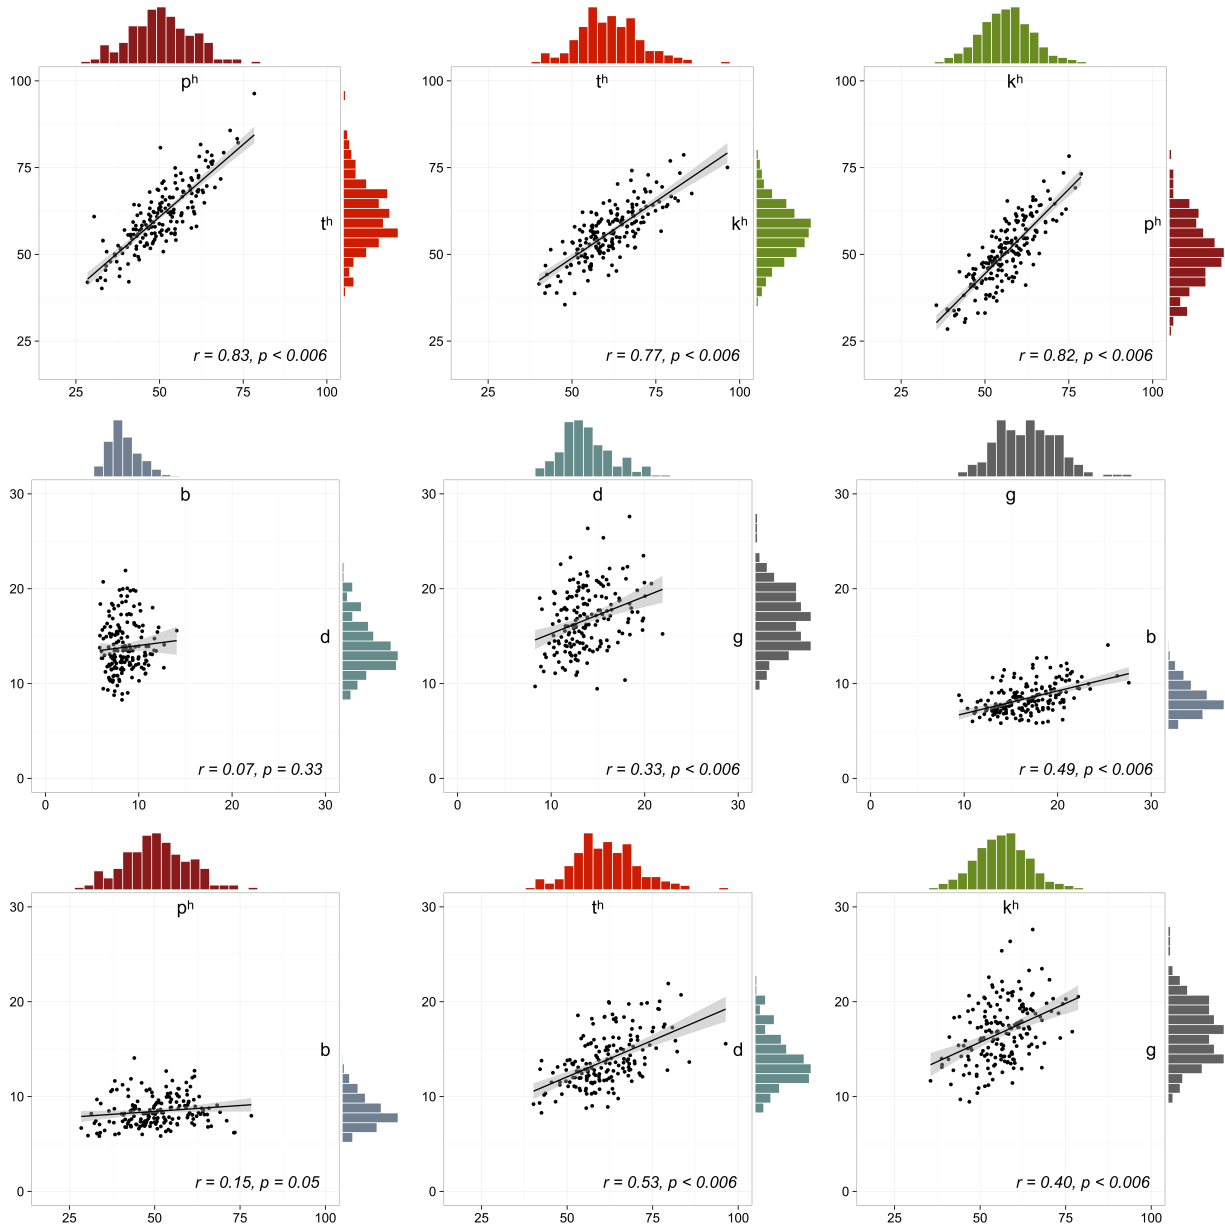 pʰ
tʰ
kʰ
100
75
50
25
tʰ
r = 0.83, p < 0.006
25 50 75 100
100
75
50
25
kʰ
r = 0.77, p < 0.006
25 50 75 100
100
75
50
25
pʰ
r = 0.82, p < 0.006
25 50 75 100
b
d
g
30
20
10
0
d
r = 0.07, p = 0.33
0 10 20 30
30
20
10
0
g
r = 0.33, p < 0.006
0 10 20 30
30
20
10
0
b
r = 0.49, p < 0.006
0 10 20 30
pʰ
tʰ
kʰ
30
20
10
0
b
r = 0.15, p = 0.05
25 50 75 100
30
20
10
0
d
r = 0.53, p < 0.006
25 50 75 100
30
20
10
0
g
r = 0.40, p < 0.006
25 50 75 100